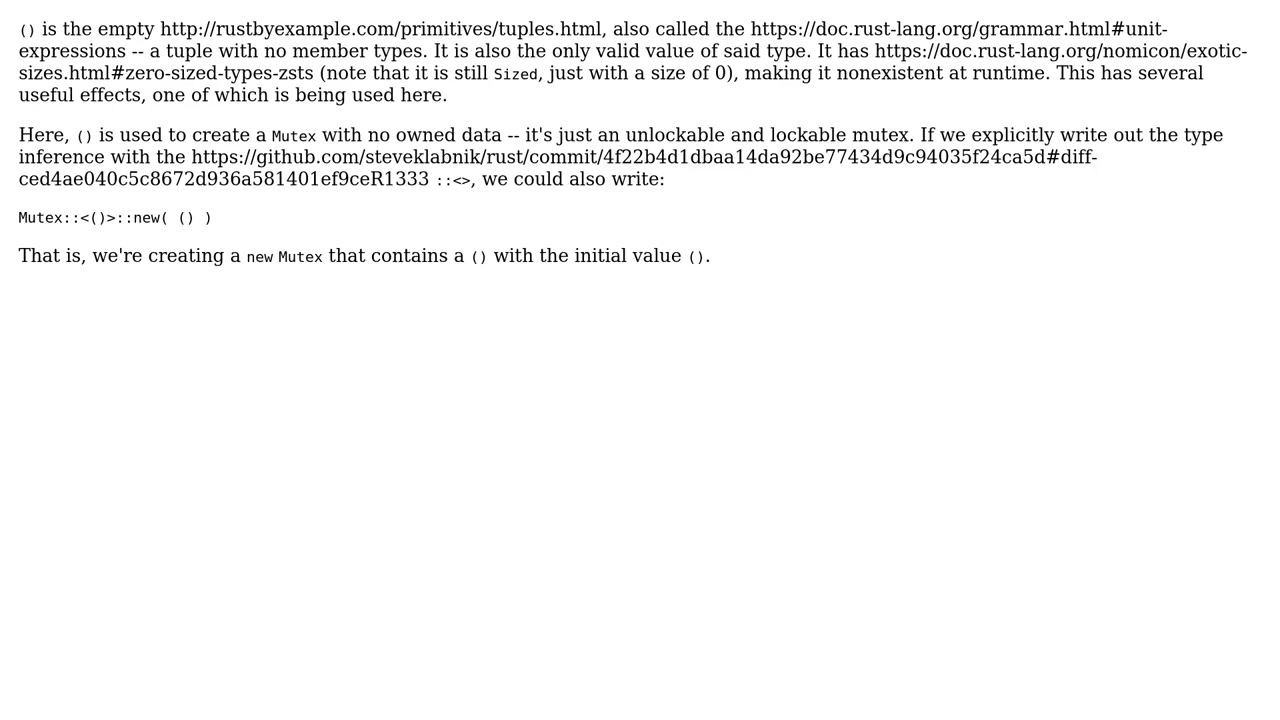 () is the empty http://rustbyexample.com/primitives/tuples.html, also called the https://doc.rust-lang.org/grammar.html#unit-
expressions -- a tuple with no member types. It is also the only valid value of said type. It has https://doc.rust-lang.org/nomicon/exotic-
sizes.html#zero-sized-types-zsts (note that it is still Sized, just with a size of 0), making it nonexistent at runtime. This has several
useful effects, one of which is being used here.
Here, () is used to create a Mutex with no owned data -- it's just an unlockable and lockable mutex. If we explicitly write out the type
inference with the https://github.com/steveklabnik/rust/commit/4f22b4d1dbaa14da92be77434d9c94035f24ca5d#diff-
ced4ae040c5c8672d936a581401ef9ceR1333 ::<>, we could also write:
Mutex::<()>::new( () )
That is, we're creating a new Mutex that contains a () with the initial value ().